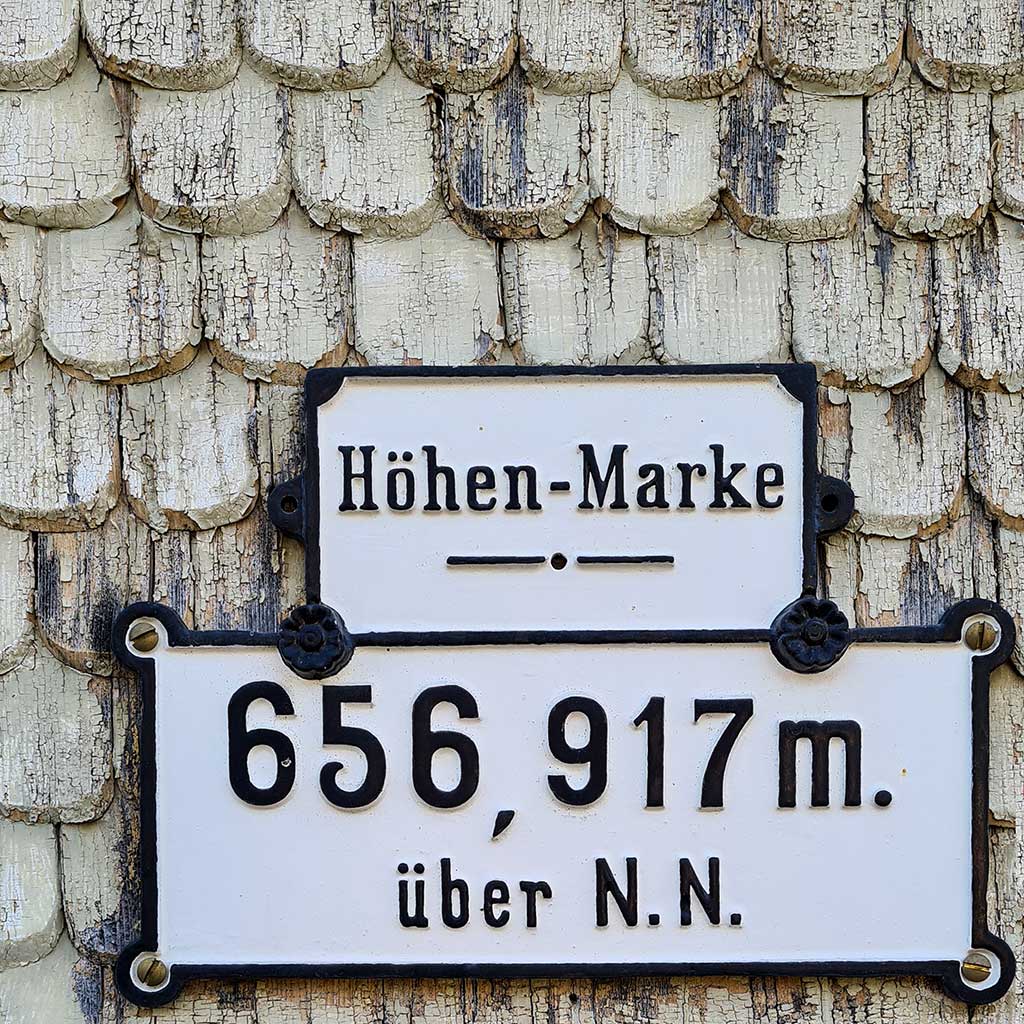 Höhen-Marke
656,917 m.
über N.N.